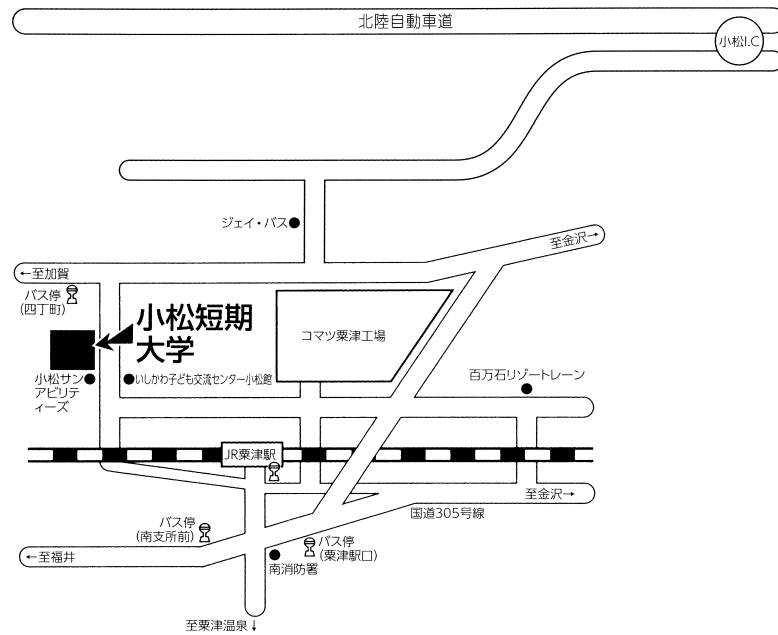 北陸自動車道
小松I.C
ジェイ・バス
至金沢→
←至加賀
バス停
(四丁町)
小松短期
大学
コマツ粟津工場
小松サン
アビリテ
ィーズ
いしかわ子ども交流センター小松館
百万石リゾートレーン
JR粟津駅
至金沢→
国道305号線
バス停
(南支所前)
バス停
(粟津駅口)
←至福井
南消防署
至粟津温泉↓